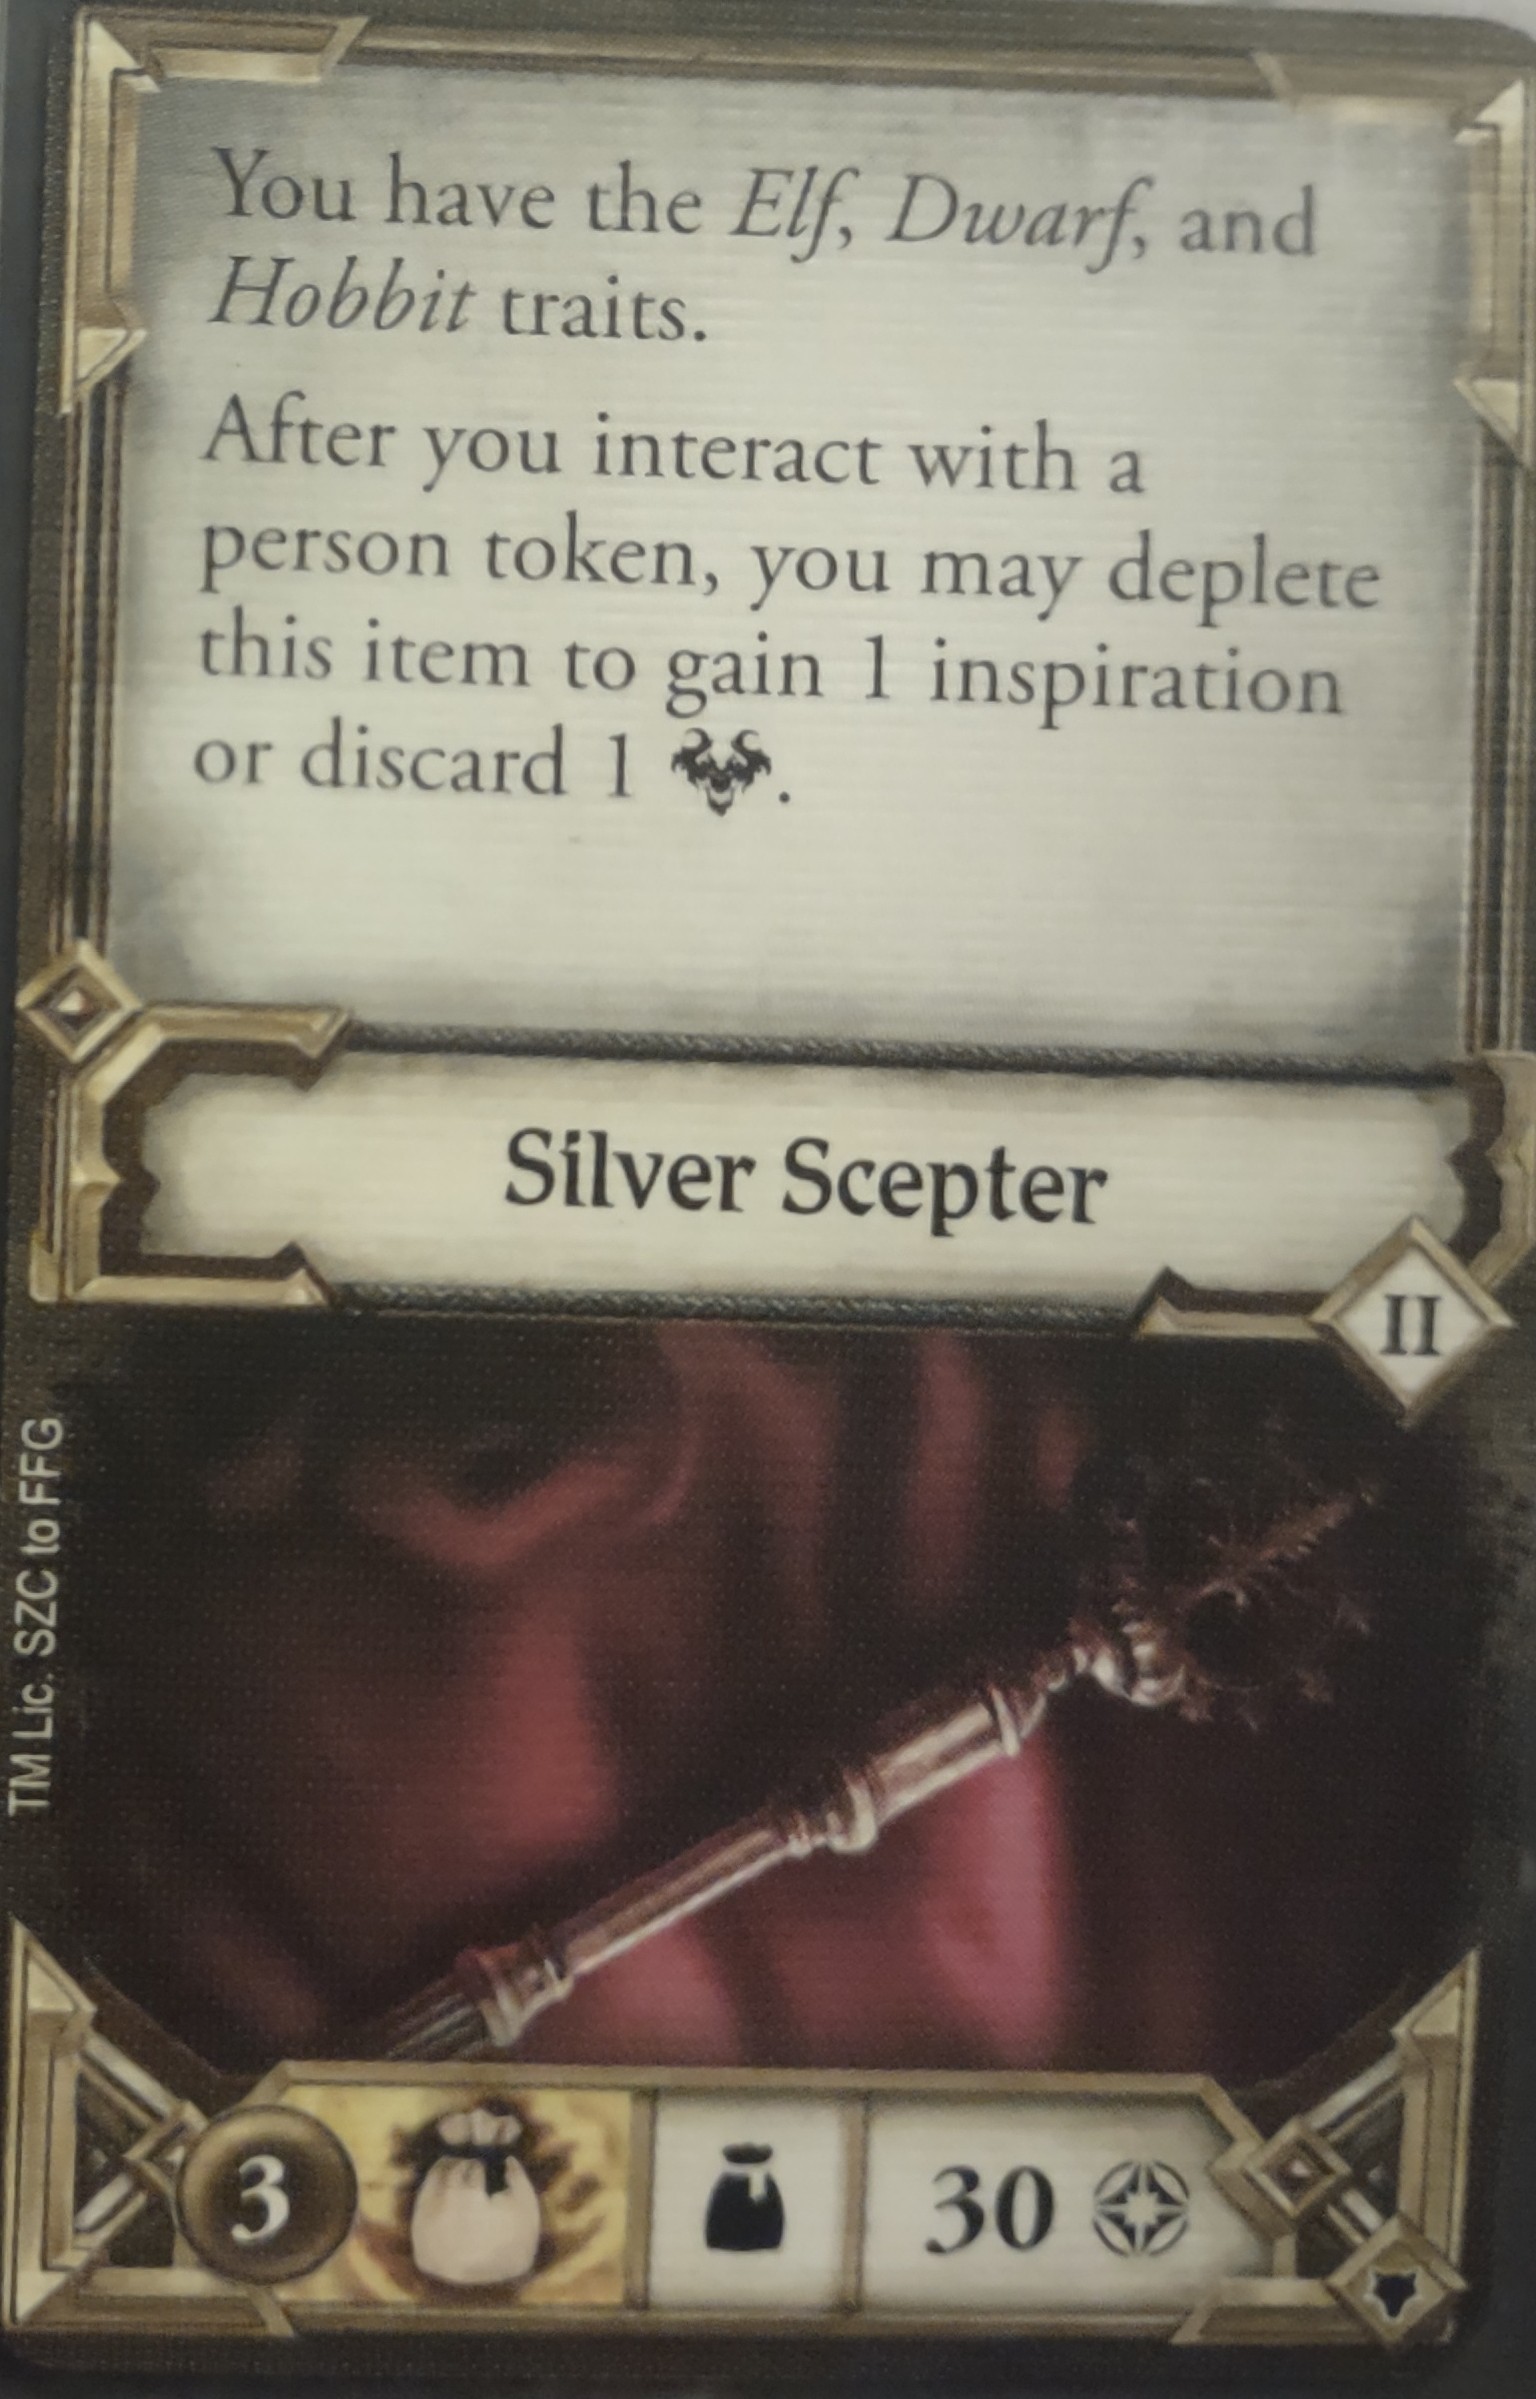 You have the Elf, Dwarf, and
Hobbit traits.
After you interact with a
person token, you may deplete
this item to gain 1 inspiration
or discard 1 .
Silver Scepter
II
TM Lic. SZC to FFG
3
30